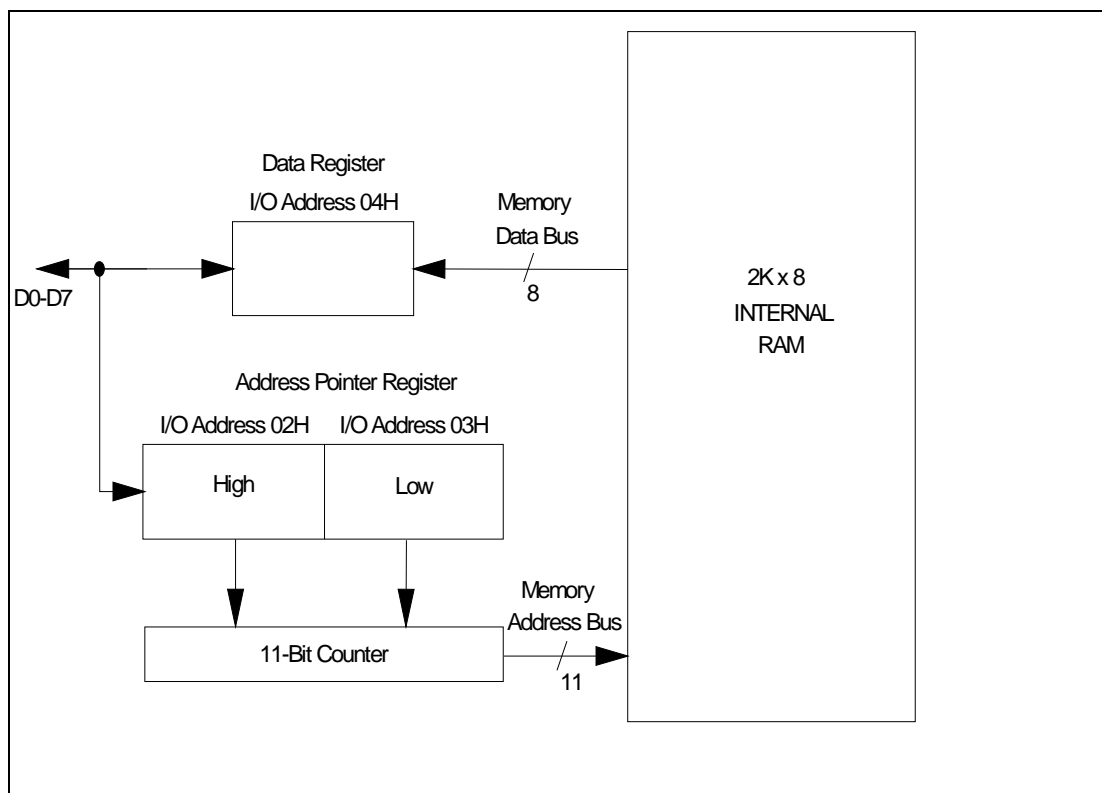 Data Register
I/O Address 04H
Memory
Data Bus
8
D0-D7
2K x 8
INTERNAL
RAM
Address Pointer Register
I/O Address 02H
I/O Address 03H
High
Low
11-Bit Counter
Memory
Address Bus
11